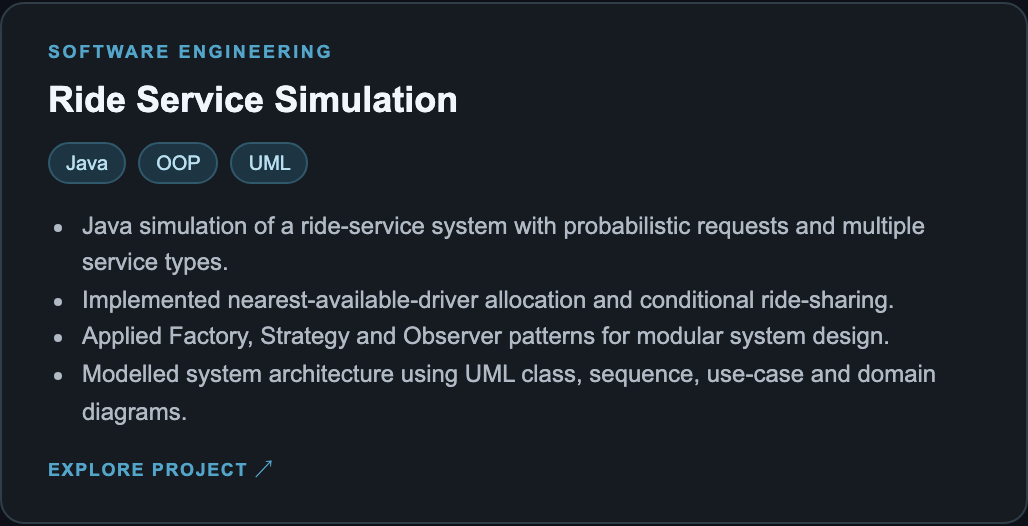 SOFTWARE ENGINEERING
Ride Service Simulation
Java OOP UML
• Java simulation of a ride-service system with probabilistic requests and multiple
service types.
• Implemented nearest-available-driver allocation and conditional ride-sharing.
• Applied Factory, Strategy and Observer patterns for modular system design.
• Modelled system architecture using UML class, sequence, use-case and domain
diagrams.
EXPLORE PROJECT ↗